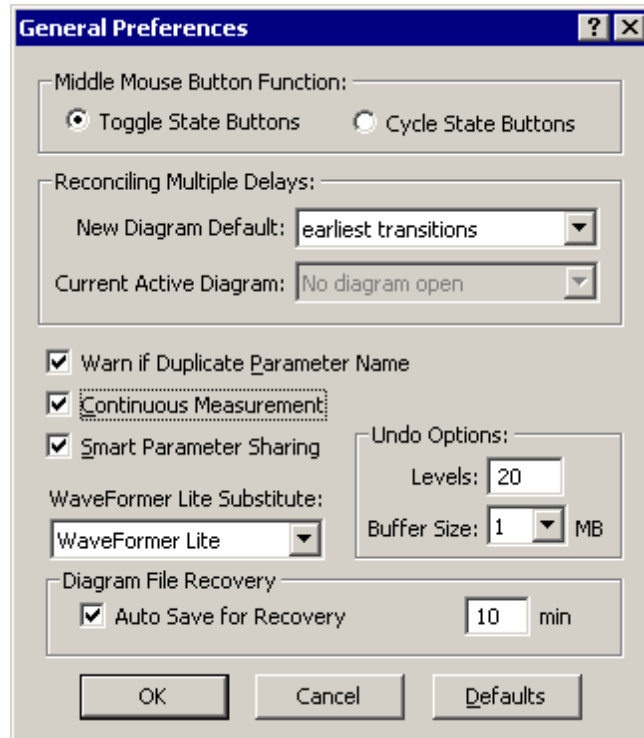 General Preferences
Middle Mouse Button Function:
Toggle State Buttons Cycle State Buttons
Reconciling Multiple Delays:
New Diagram Default: earliest transitions
Current Active Diagram: No diagram open
Warn if Duplicate Parameter Name
Continuous Measurement
Smart Parameter Sharing
Undo Options:
Levels: 20
Buffer Size: 1 MB
WaveFormer Lite Substitute:
WaveFormer Lite
Diagram File Recovery
Auto Save for Recovery 10 min
OK Cancel Defaults